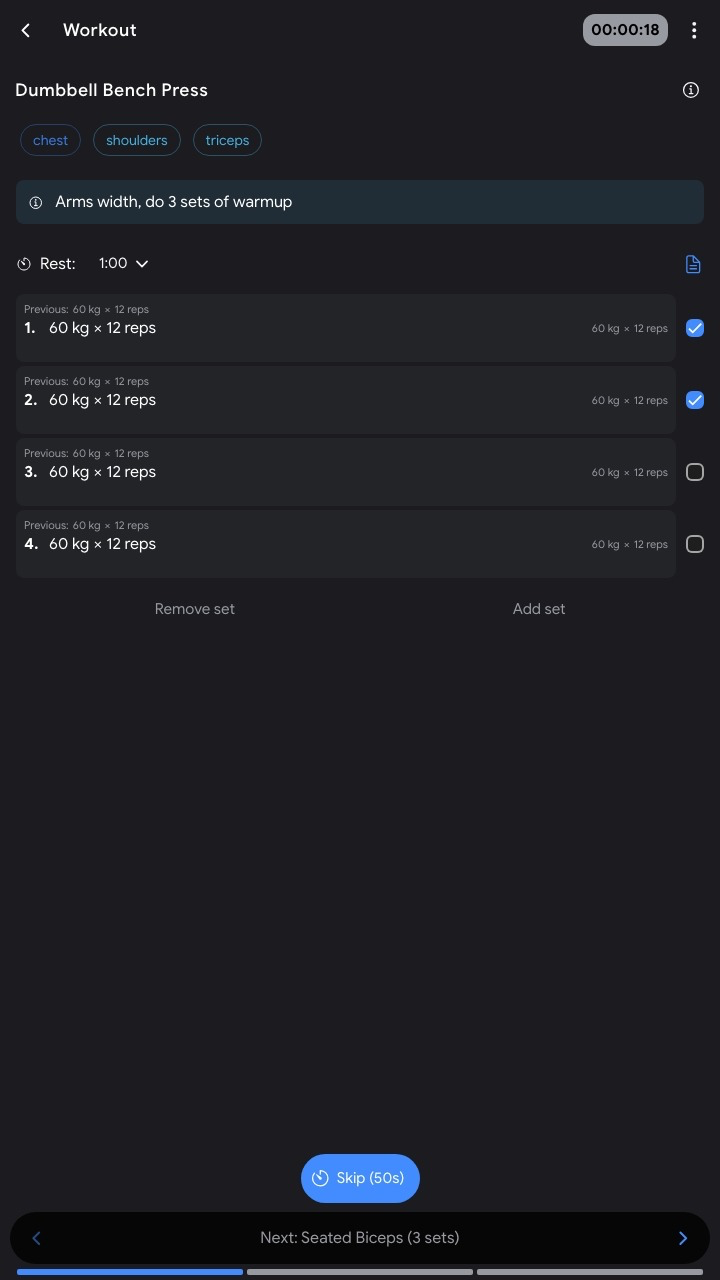 Workout
00:00:18
Dumbbell Bench Press
chest shoulders triceps
Arms width, do 3 sets of warmup
Rest: 1:00
Previous: 60 kg × 12 reps
1. 60 kg × 12 reps 60 kg × 12 reps
Previous: 60 kg × 12 reps
2. 60 kg × 12 reps 60 kg × 12 reps
Previous: 60 kg × 12 reps
3. 60 kg × 12 reps 60 kg × 12 reps
Previous: 60 kg × 12 reps
4. 60 kg × 12 reps 60 kg × 12 reps
Remove set Add set
Skip (50s)
Next: Seated Biceps (3 sets)